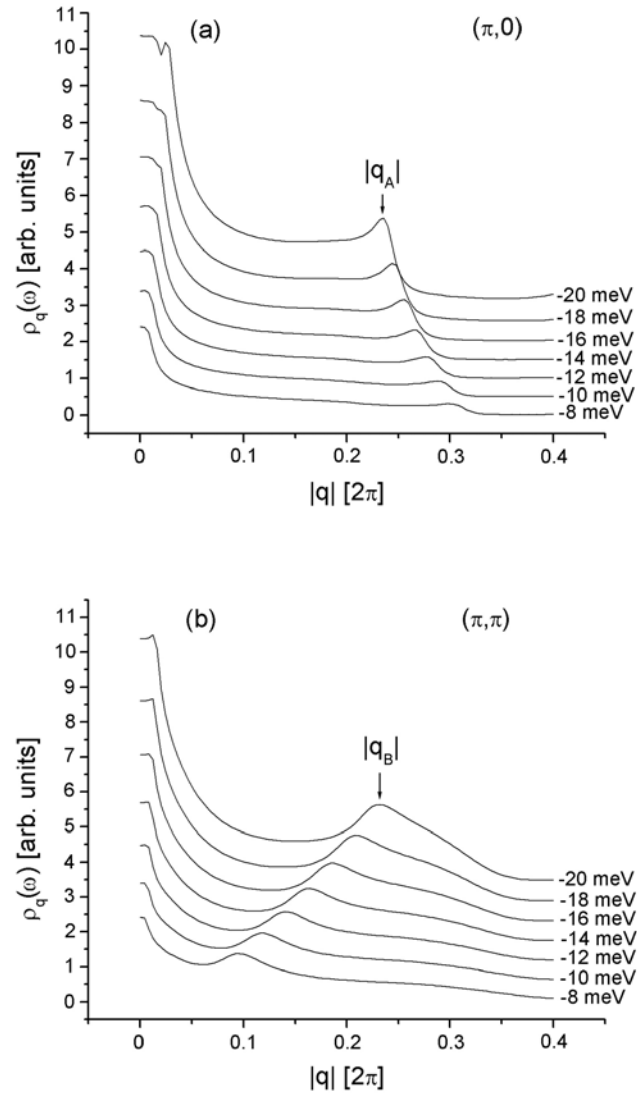 (a)
(π,0)
11
10
9
8
7
6
5
4
3
2
1
0
ρq(ω) [arb. units]
|qA|
-20 meV
-18 meV
-16 meV
-14 meV
-12 meV
-10 meV
-8 meV
0
0.1
0.2
0.3
0.4
|q| [2π]
(b)
(π,π)
11
10
9
8
7
6
5
4
3
2
1
0
ρq(ω) [arb. units]
|qB|
-20 meV
-18 meV
-16 meV
-14 meV
-12 meV
-10 meV
-8 meV
0
0.1
0.2
0.3
0.4
|q| [2π]